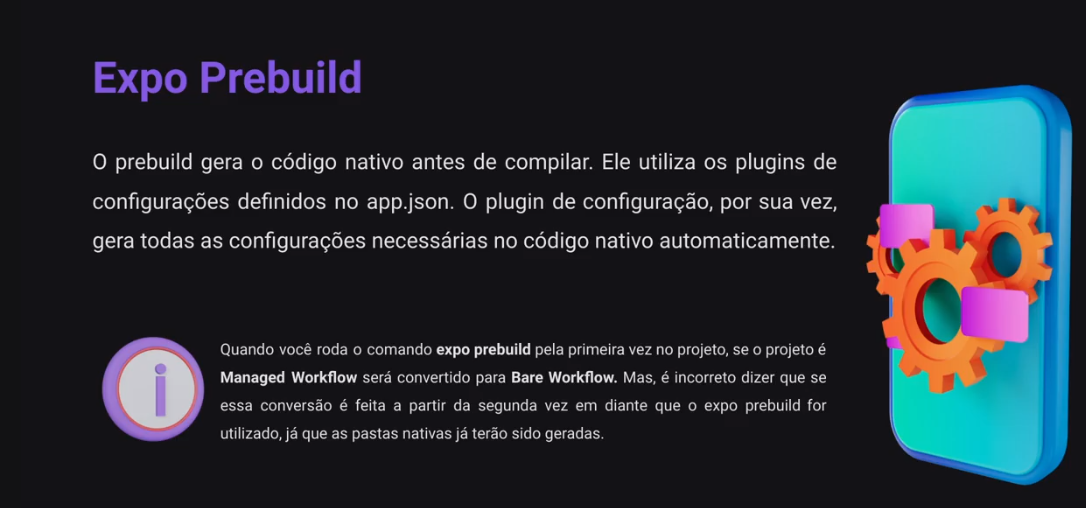 Expo Prebuild
O prebuild gera o código nativo antes de compilar. Ele utiliza os plugins de
configurações definidos no app.json. O plugin de configuração, por sua vez,
gera todas as configurações necessárias no código nativo automaticamente.
Quando você roda o comando expo prebuild pela primeira vez no projeto, se o projeto é
Managed Workflow será convertido para Bare Workflow. Mas, é incorreto dizer que se
essa conversão é feita a partir da segunda vez em diante que o expo prebuild for
utilizado, já que as pastas nativas já terão sido geradas.